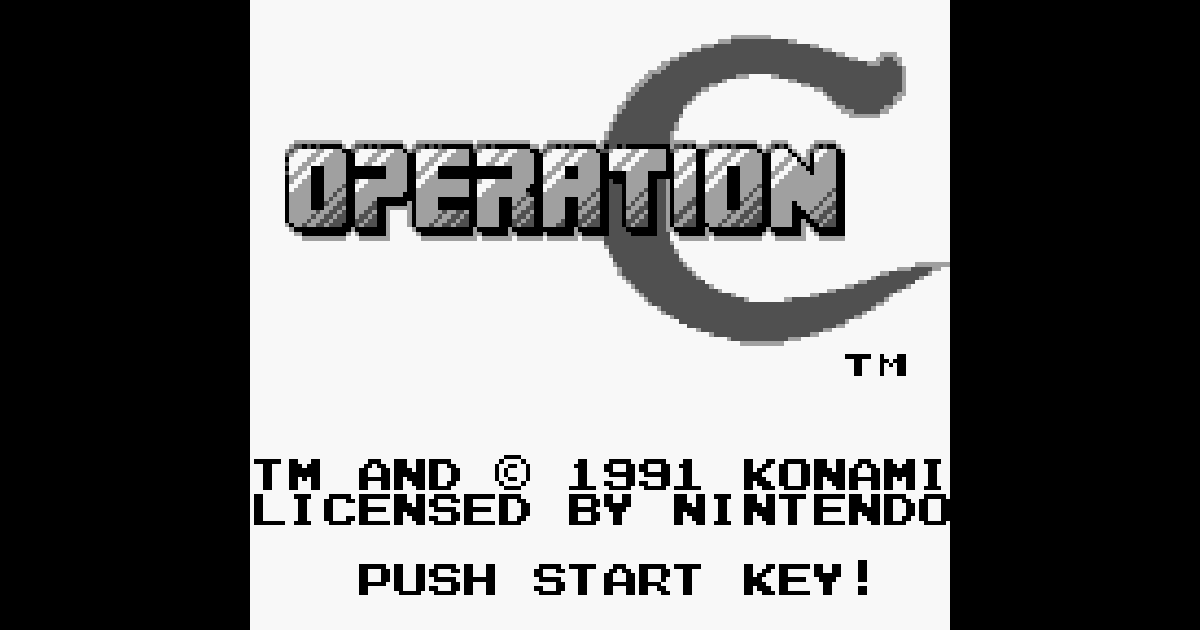 OPERATION C
TM
TM AND © 1991 KONAMI
LICENSED BY NINTENDO
PUSH START KEY!